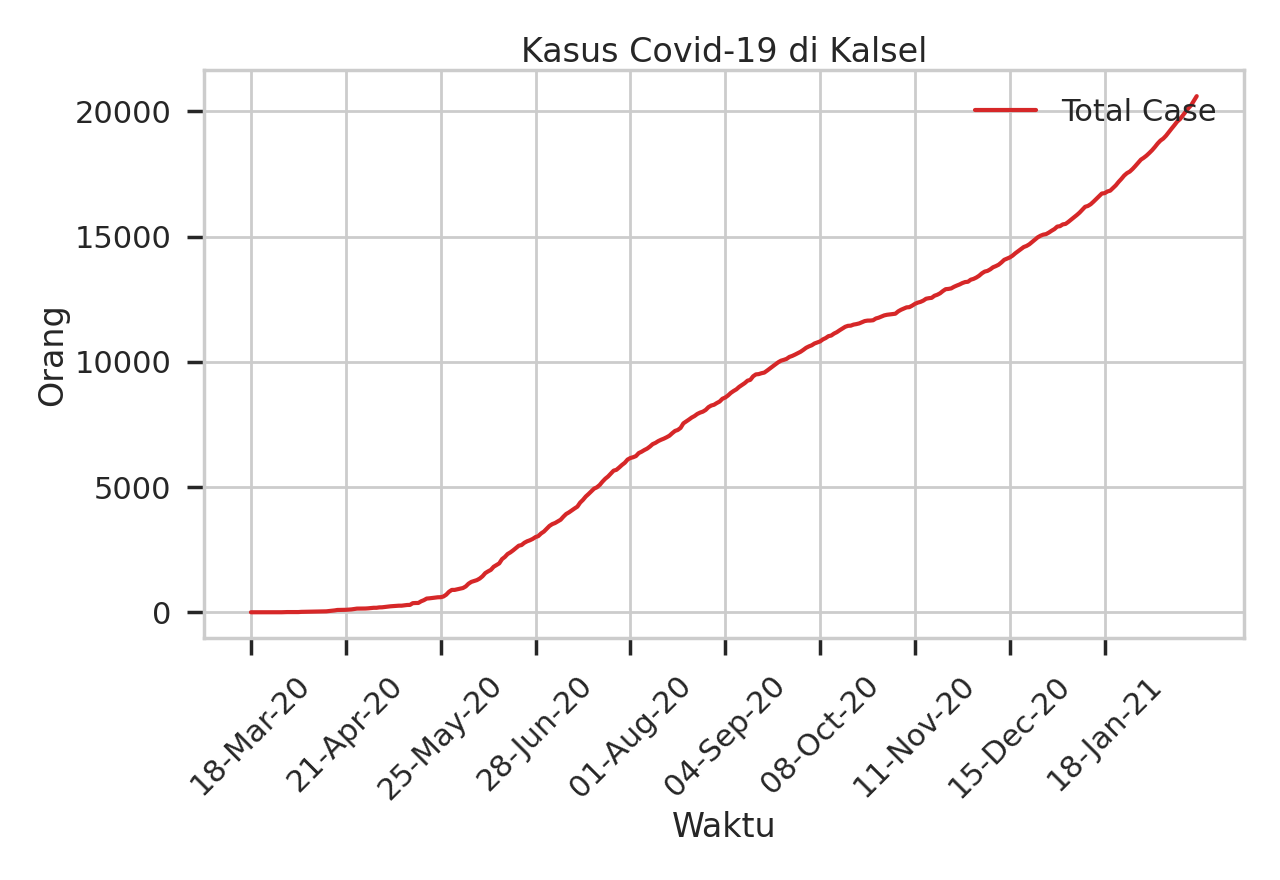 Kasus Covid-19 di Kalsel
Total Case
20000
15000
10000
5000
0
Orang
18-Mar-20
21-Apr-20
25-May-20
28-Jun-20
01-Aug-20
04-Sep-20
08-Oct-20
11-Nov-20
15-Dec-20
18-Jan-21
Waktu